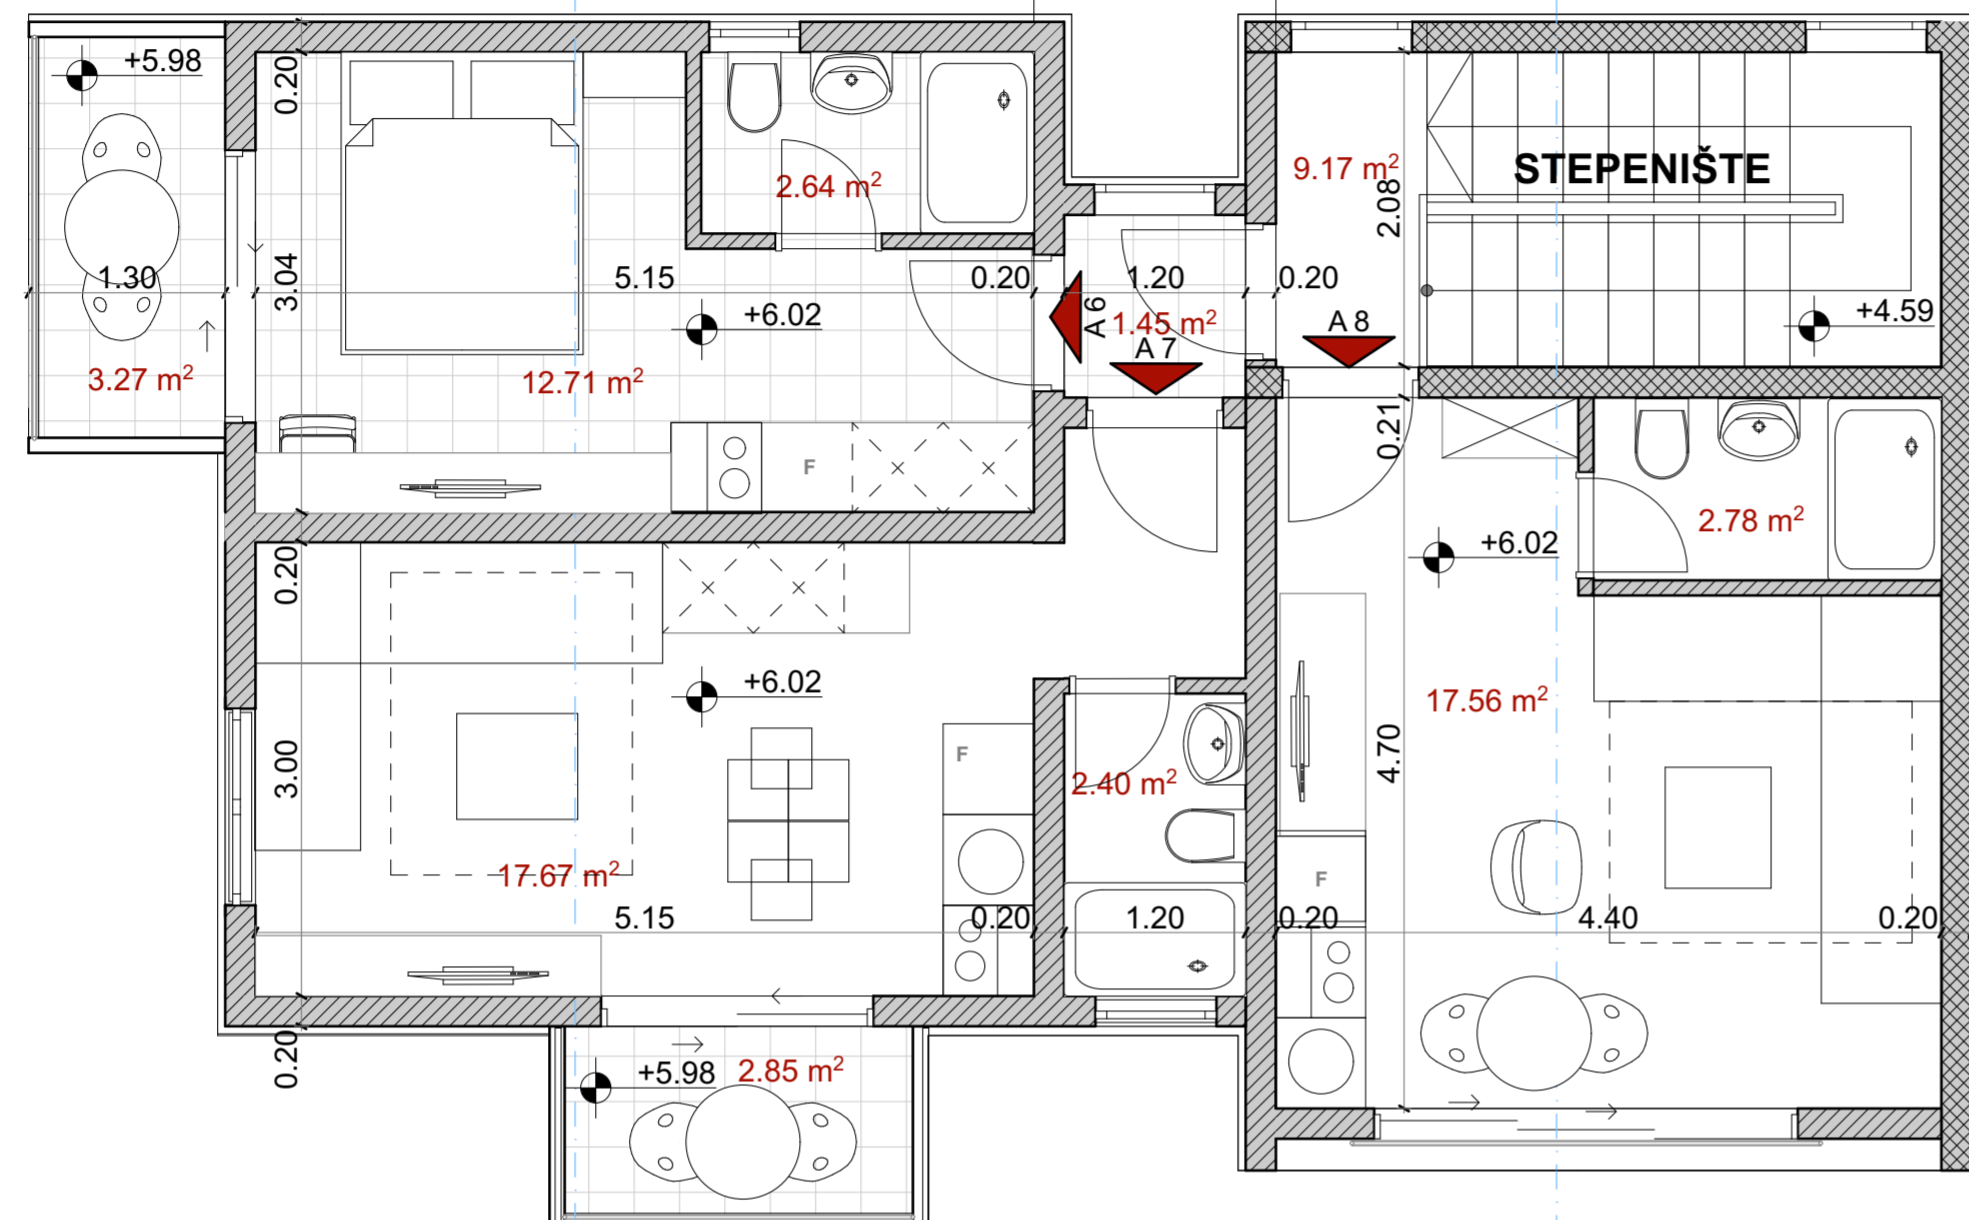 +5.98
0.20
2.64 m²
9.17 m²
STEPENIŠTE
2.08
1.30
3.04
5.15
0.20
1.20
0.20
+6.02
A 6
1.45 m²
A 8
+4.59
A 7
3.27 m²
12.71 m²
0.21
F
2.78 m²
+6.02
0.20
+6.02
17.56 m²
3.00
F
2.40 m²
4.70
17.67 m²
F
5.15
0.20
1.20
0.20
4.40
0.20
0.20
+5.98
2.85 m²